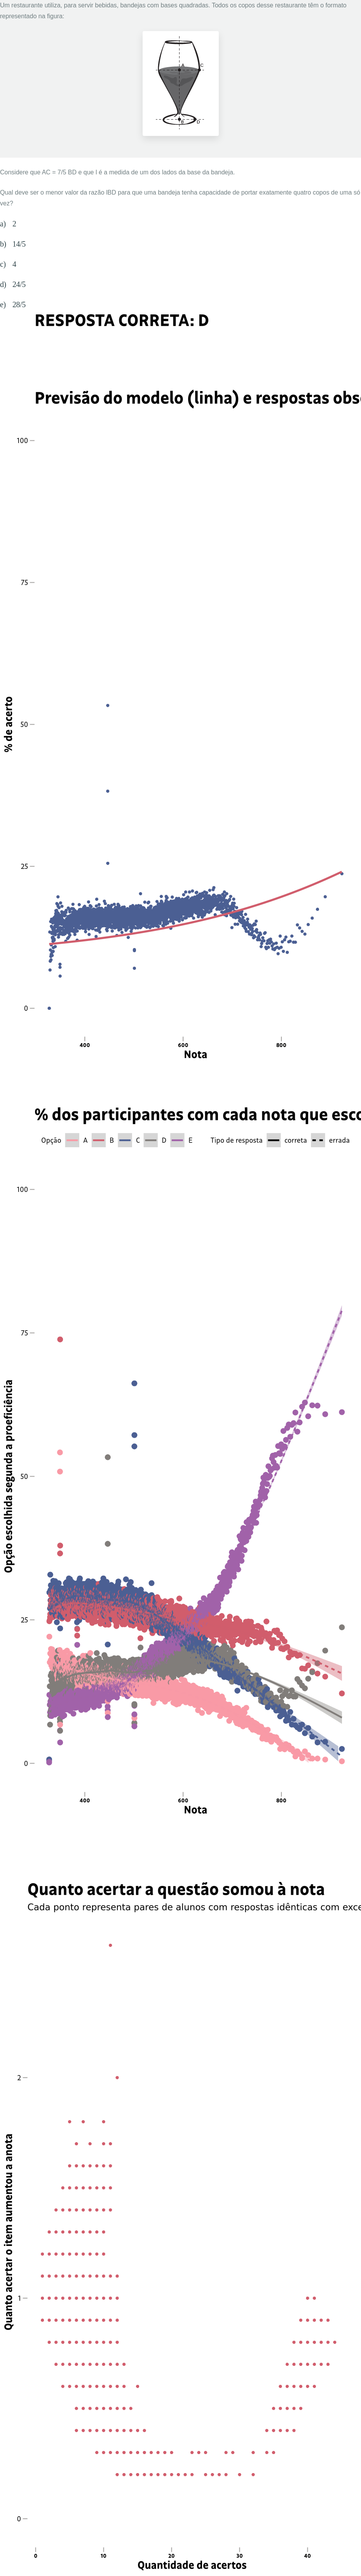 Um restaurante utiliza, para servir bebidas, bandejas com bases quadradas. Todos os copos desse restaurante têm o formato
representado na figura:
A
C
B
D
Considere que AC = 7/5 BD e que l é a medida de um dos lados da base da bandeja.
Qual deve ser o menor valor da razão lBD para que uma bandeja tenha capacidade de portar exatamente quatro copos de uma só
vez?
a) 2
b) 14/5
c) 4
d) 24/5
e) 28/5
RESPOSTA CORRETA: D
Previsão do modelo (linha) e respostas obs
100
75
50
25
0
% de acerto
400 600 800
Nota
% dos participantes com cada nota que esco
Opção A B C D E Tipo de resposta correta errada
100
75
50
25
0
Opção escolhida segunda a proeficiência
400 600 800
Nota
Quanto acertar a questão somou à nota
Cada ponto representa pares de alunos com respostas idênticas com exce
2
1
0
Quanto acertar o item aumentou a anota
0 10 20 30 40
Quantidade de acertos